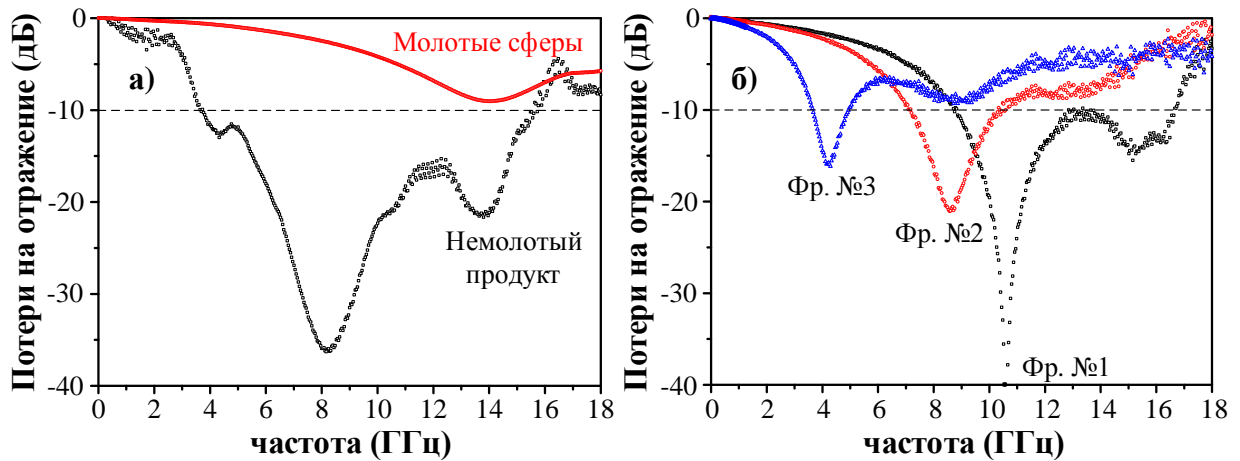 0
-10
-20
-30
-40
Потери на отражение (дБ)
а)
Молотые сферы
Немолотый
продукт
0 2 4 6 8 10 12 14 16 18
частота (ГГц)
0
-10
-20
-30
-40
Потери на отражение (дБ)
б)
Фр. №3
Фр. №2
Фр. №1
0 2 4 6 8 10 12 14 16 18
частота (ГГц)